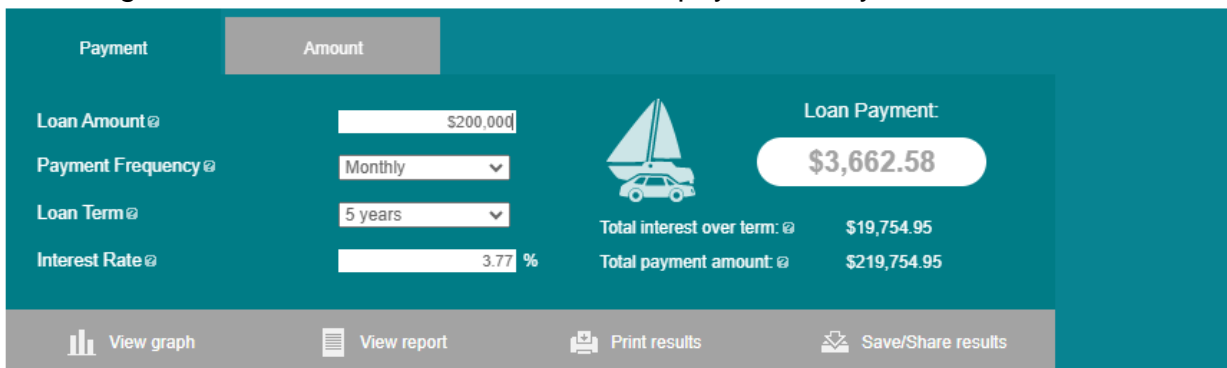 Payment Amount
Loan Amount Loan Payment:
$200,000
Payment Frequency Monthly $3,662.58
Loan Term 5 years
Total interest over term: $19,754.95
Interest Rate 3.77 % Total payment amount: $219,754.95
View graph View report Print results Save/Share results